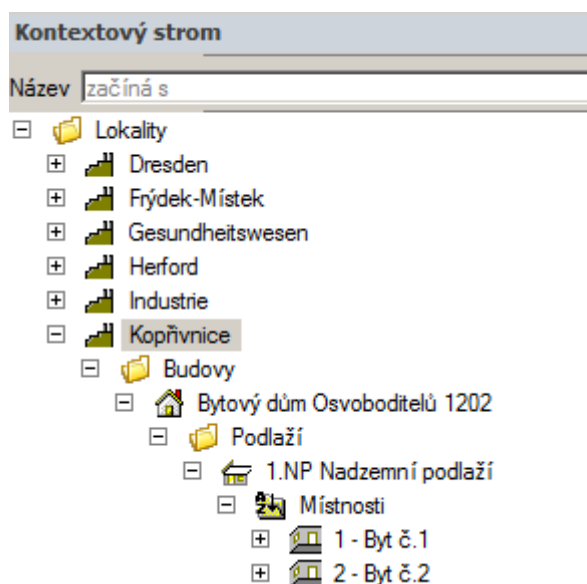 Kontextový strom
Název začíná s
Lokality
Dresden
Frýdek-Místek
Gesundheitswesen
Herford
Industrie
Kopřivnice
Budovy
Bytový dům Osvoboditelů 1202
Podlaží
1.NP Nadzemní podlaží
Místnosti
1 - Byt č.1
2 - Byt č.2